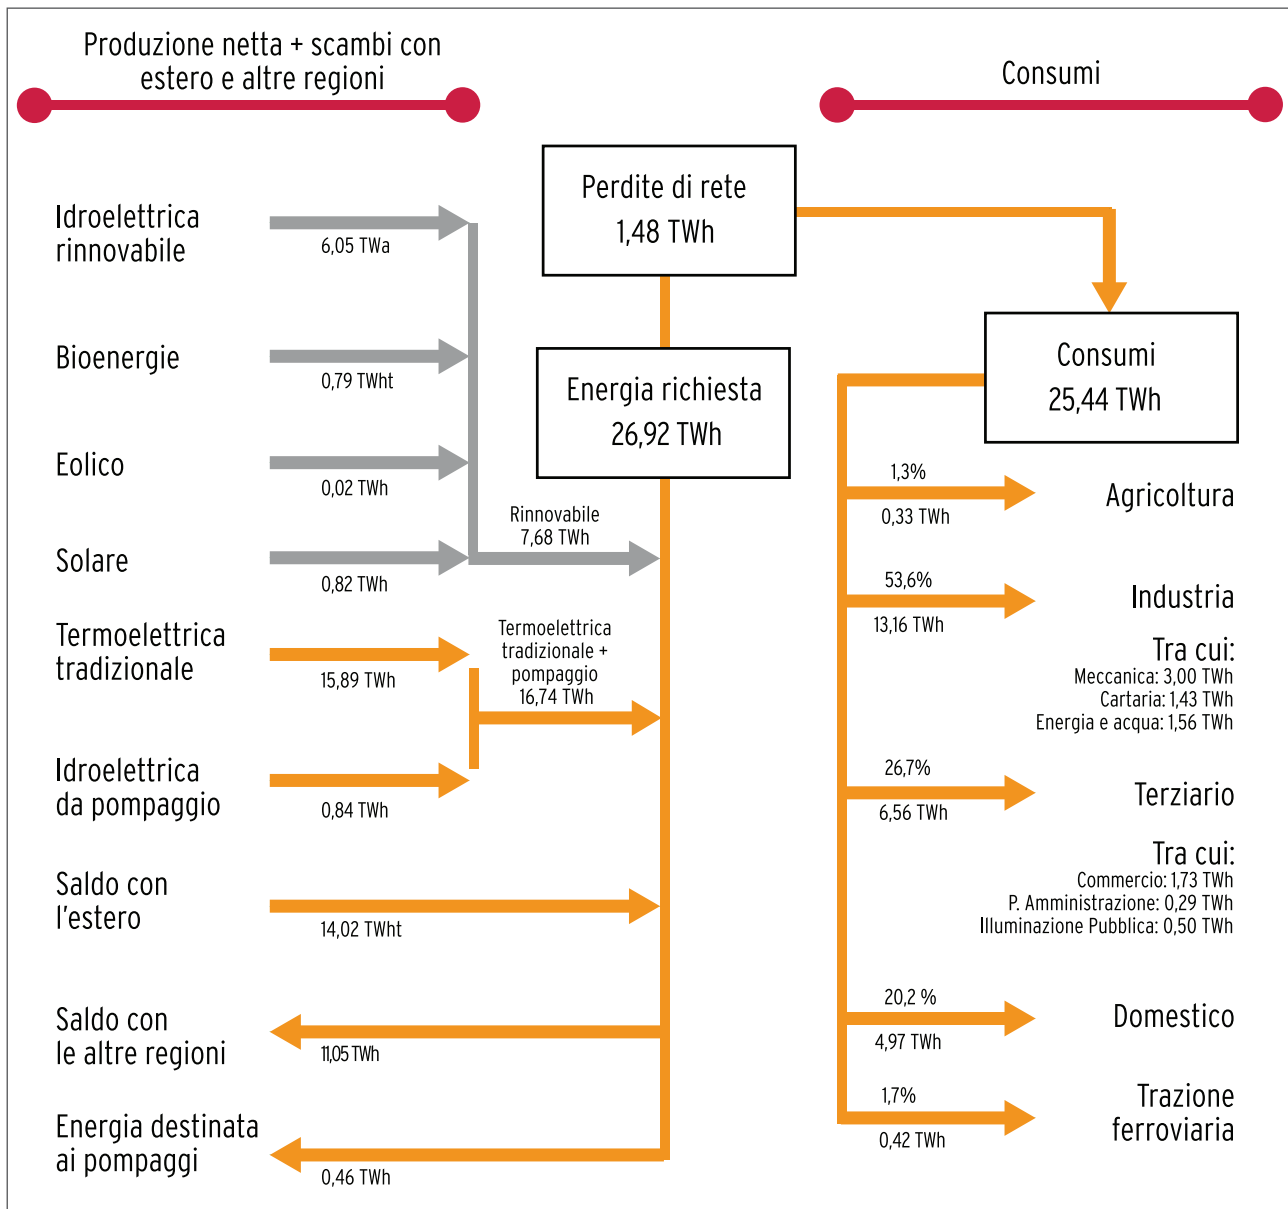 Produzione netta + scambi con
estero e altre regioni
Consumi
Perdite di rete
1,48 TWh
Energia richiesta
26,92 TWh
Idroelettrica
rinnovabile
6,05 TWa
Bioenergie
0,79 TWht
Eolico
0,02 TWh
Solare
0,82 TWh
Rinnovabile
7,68 TWh
Termoelettrica
tradizionale
15,89 TWh
Termoelettrica
tradizionale +
pompaggio
16,74 TWh
Idroelettrica
da pompaggio
0,84 TWh
Saldo con
l'estero
14,02 TWht
Saldo con
le altre regioni
11,05 TWh
Energia destinata
ai pompaggi
0,46 TWh
Consumi
25,44 TWh
1,3%
0,33 TWh
Agricoltura
53,6%
13,16 TWh
Industria
Tra cui:
Meccanica: 3,00 TWh
Cartaria: 1,43 TWh
Energia e acqua: 1,56 TWh
26,7%
6,56 TWh
Terziario
Tra cui:
Commercio: 1,73 TWh
P. Amministrazione: 0,29 TWh
Illuminazione Pubblica: 0,50 TWh
20,2 %
4,97 TWh
Domestico
1,7%
0,42 TWh
Trazione
ferroviaria